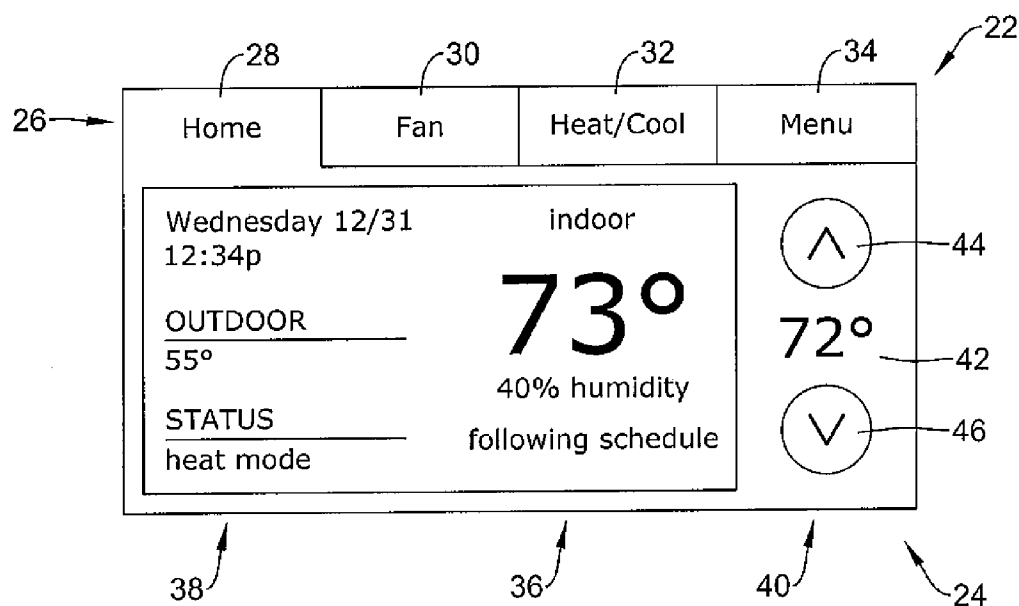 22
28 30 32 34
26 Home Fan Heat/Cool Menu
Wednesday 12/31 indoor
12:34p
44
73°
OUTDOOR
72°
55°
42
40% humidity
STATUS
46
following schedule
heat mode
38 36 40 24